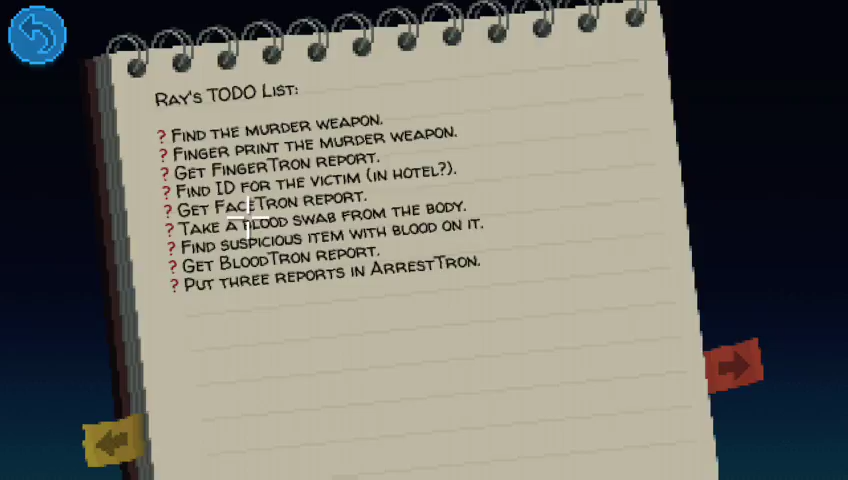 Ray's TODO List:
? Find the murder weapon.
? Finger print the murder weapon.
? Get FingerTron report.
? Find ID for the victim (in hotel?).
? Get FaceTron report.
? Take a blood swab from the body.
? Find suspicious item with blood on it.
? Get BloodTron report.
? Put three reports in ArrestTron.